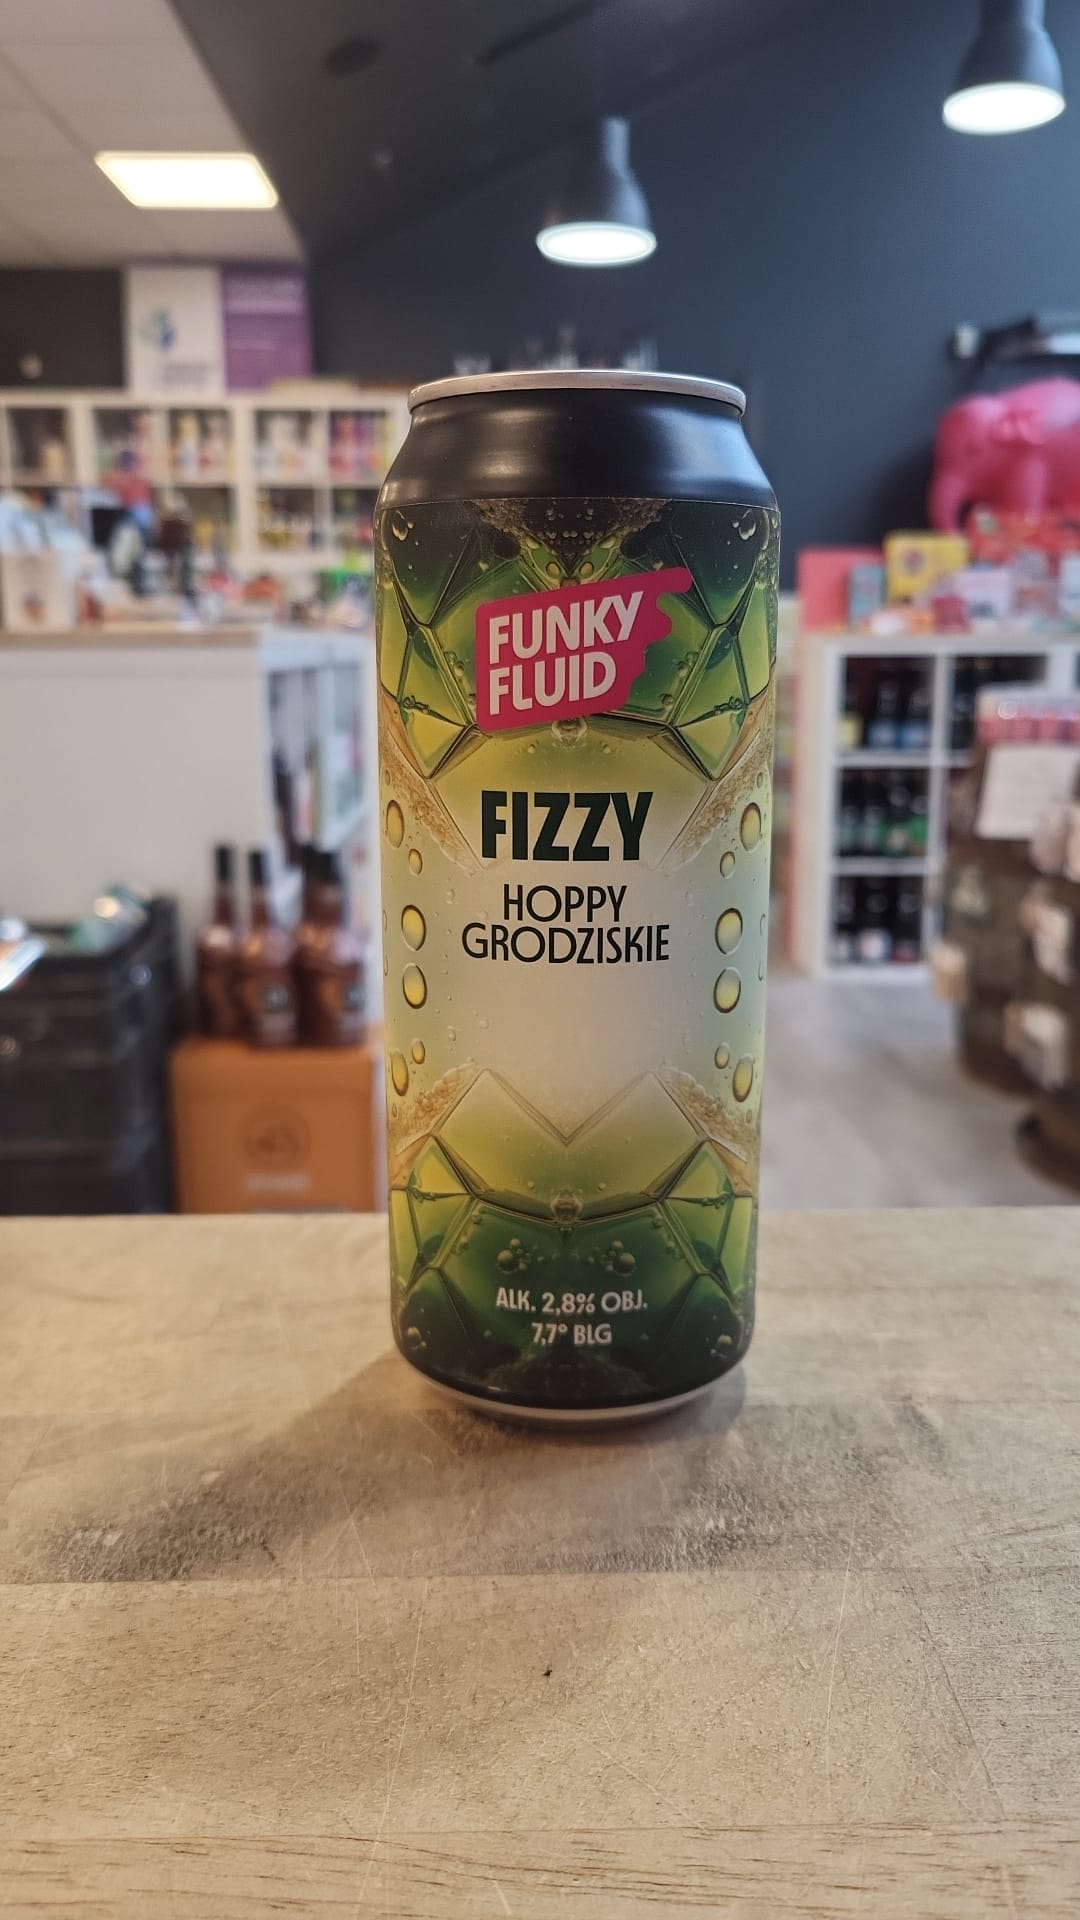 FUNKY
FLUID
FIZZY
HOPPY
GRODZISKIE
ALK. 2,8% OBJ.
7,7° BLG